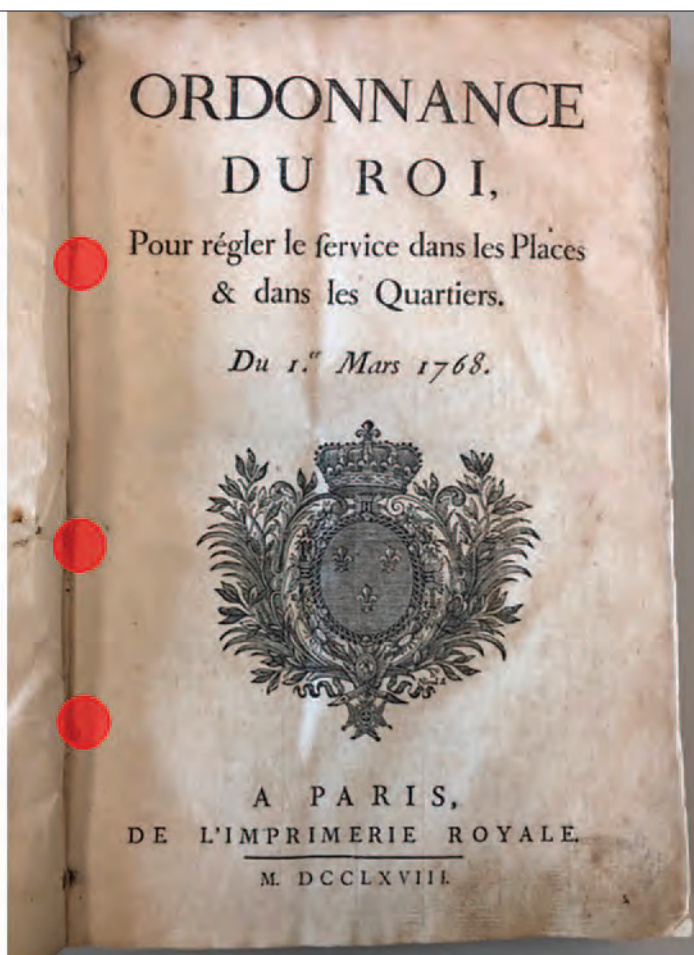 ORDONNANCE
DU ROI,
Pour régler le ſervice dans les Places
& dans les Quartiers.
Du 1.er Mars 1768.
A PARIS,
DE L'IMPRIMERIE ROYALE.
M. DCCLXVIII.